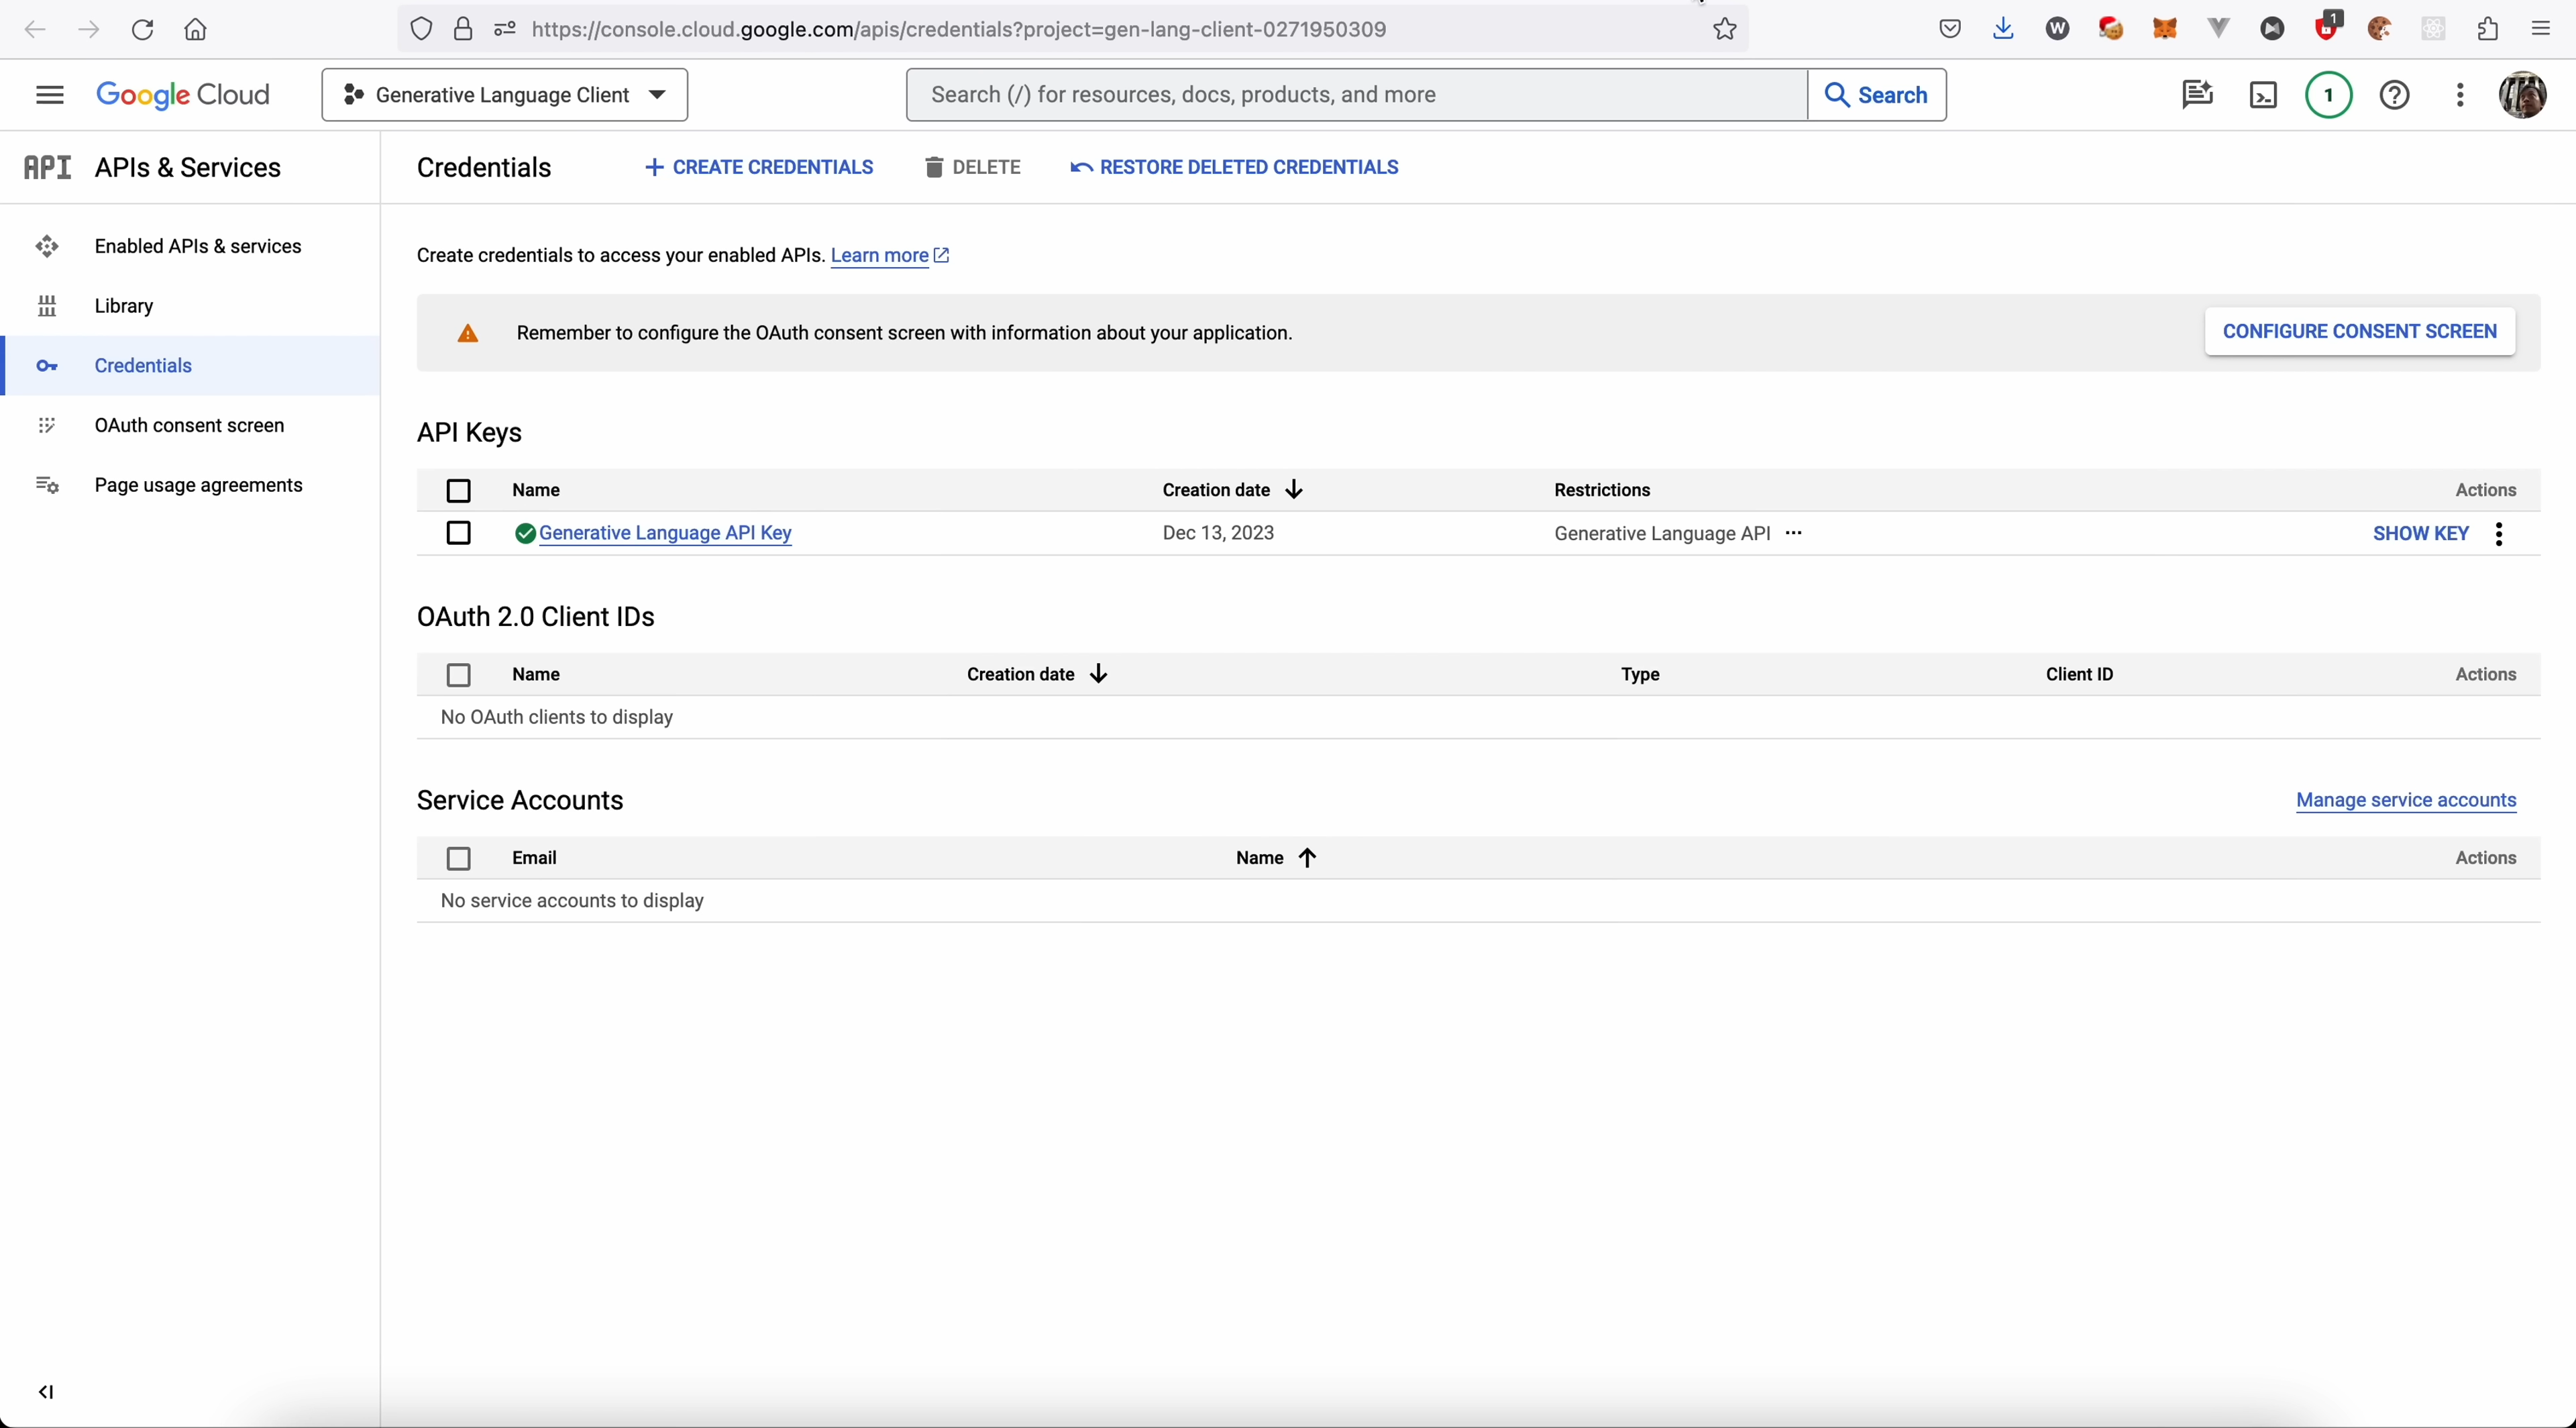 https://console.cloud.google.com/apis/credentials?project=gen-lang-client-0271950309
W
1
Google Cloud
Generative Language Client
Search (/) for resources, docs, products, and more
Search
1
API APIs & Services
Credentials
CREATE CREDENTIALS
DELETE
RESTORE DELETED CREDENTIALS
Enabled APIs & services
Library
Credentials
OAuth consent screen
Page usage agreements
Create credentials to access your enabled APIs. Learn more
Remember to configure the OAuth consent screen with information about your application.
CONFIGURE CONSENT SCREEN
API Keys
Name Creation date Restrictions Actions
Generative Language API Key Dec 13, 2023 Generative Language API ... SHOW KEY
OAuth 2.0 Client IDs
Name Creation date Type Client ID Actions
No OAuth clients to display
Service Accounts
Manage service accounts
Email Name Actions
No service accounts to display